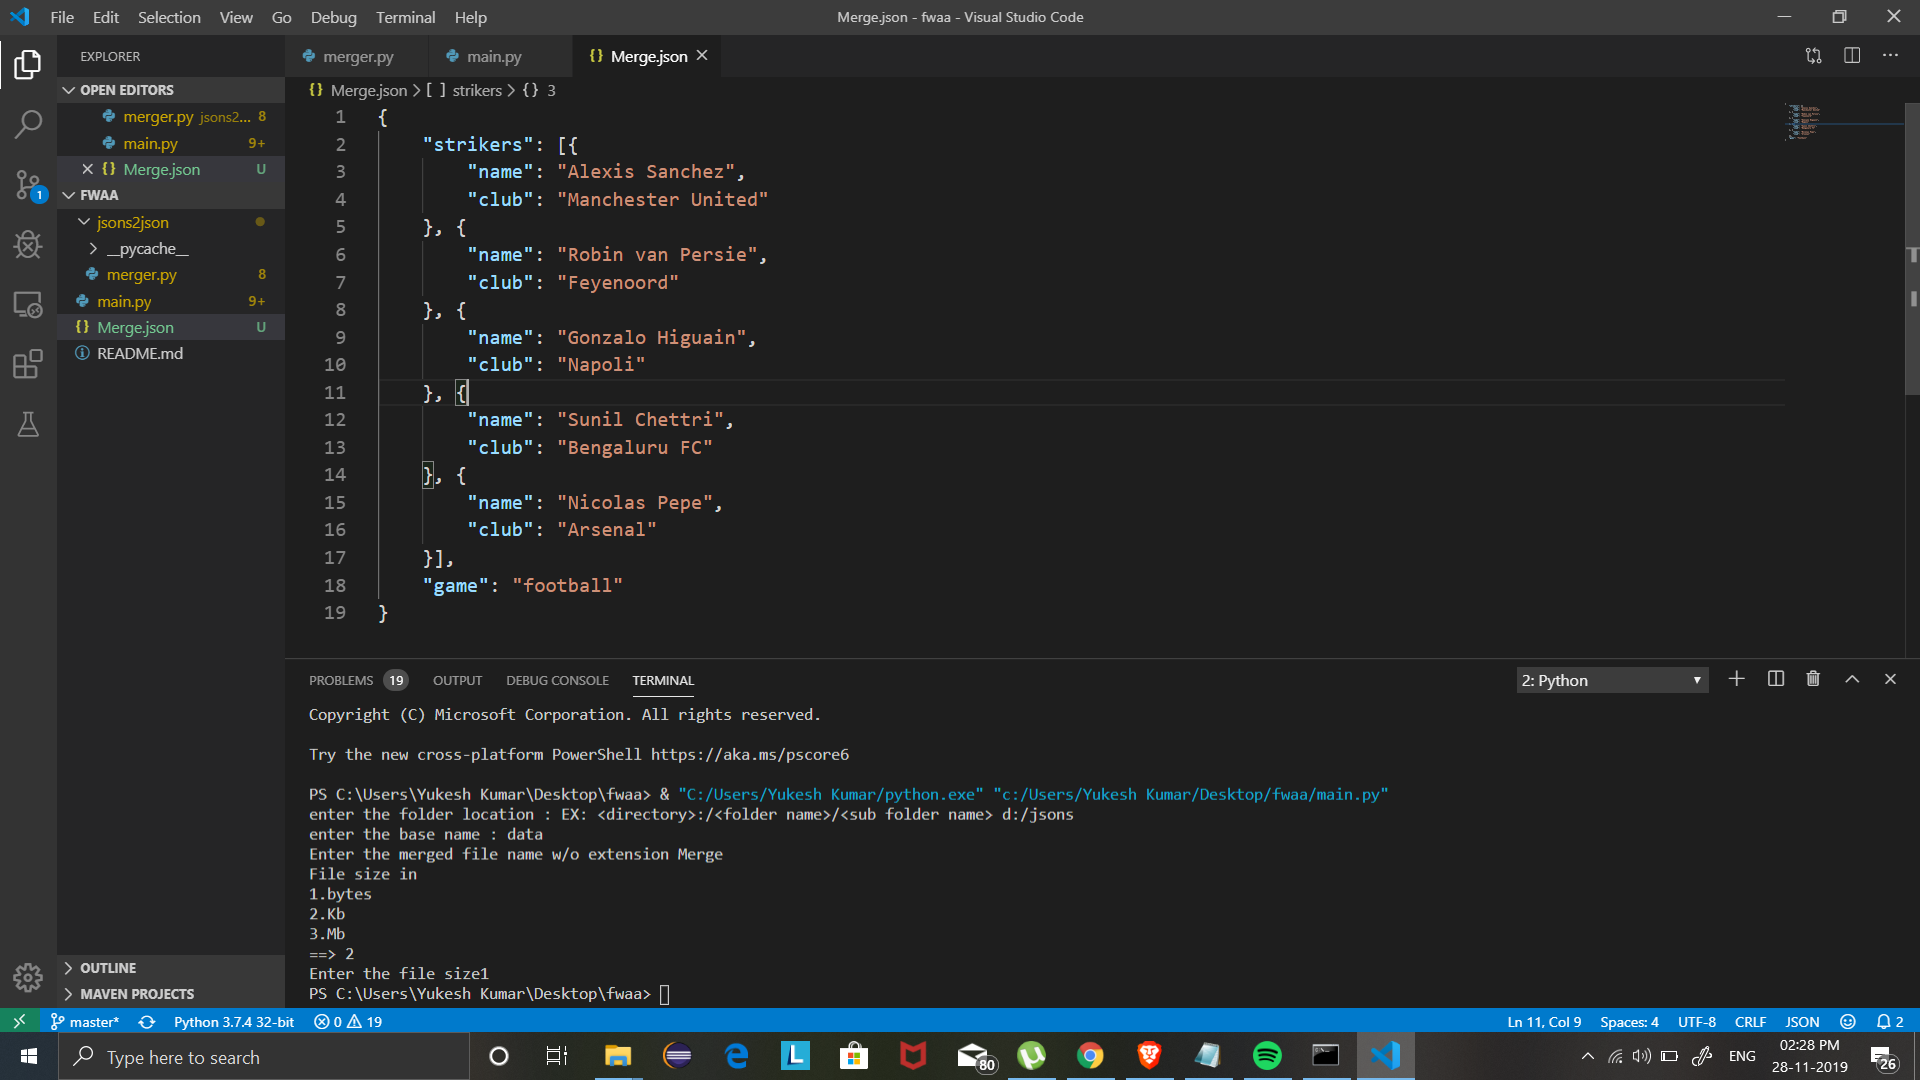 File Edit Selection View Go Debug Terminal Help
Merge.json - fwaa - Visual Studio Code
EXPLORER
OPEN EDITORS
merger.py jsons2... 8
main.py 9+
Merge.json U
FWAA
jsons2json
__pycache__
merger.py 8
main.py 9+
Merge.json U
README.md
OUTLINE
MAVEN PROJECTS
1
merger.py main.py {} Merge.json
{} Merge.json > [ ] strikers > {} 3
1 {
2 "strikers": [{
3 "name": "Alexis Sanchez",
4 "club": "Manchester United"
5 }, {
6 "name": "Robin van Persie",
7 "club": "Feyenoord"
8 }, {
9 "name": "Gonzalo Higuain",
10 "club": "Napoli"
11 }, {
12 "name": "Sunil Chettri",
13 "club": "Bengaluru FC"
14 }, {
15 "name": "Nicolas Pepe",
16 "club": "Arsenal"
17 }],
18 "game": "football"
19 }
PROBLEMS 19 OUTPUT DEBUG CONSOLE TERMINAL
2: Python
Copyright (C) Microsoft Corporation. All rights reserved.
Try the new cross-platform PowerShell https://aka.ms/pscore6
PS C:\Users\Yukesh Kumar\Desktop\fwaa> & "C:/Users/Yukesh Kumar/python.exe" "c:/Users/Yukesh Kumar/Desktop/fwaa/main.py"
enter the folder location : EX: <directory>:/<folder name>/<sub folder name> d:/jsons
enter the base name : data
Enter the merged file name w/o extension Merge
File size in
1.bytes
2.Kb
3.Mb
==> 2
Enter the file size1
PS C:\Users\Yukesh Kumar\Desktop\fwaa>
master* Python 3.7.4 32-bit 0 19
Ln 11, Col 9 Spaces: 4 UTF-8 CRLF JSON 2
Type here to search
L
80
ENG
02:28 PM
28-11-2019
26